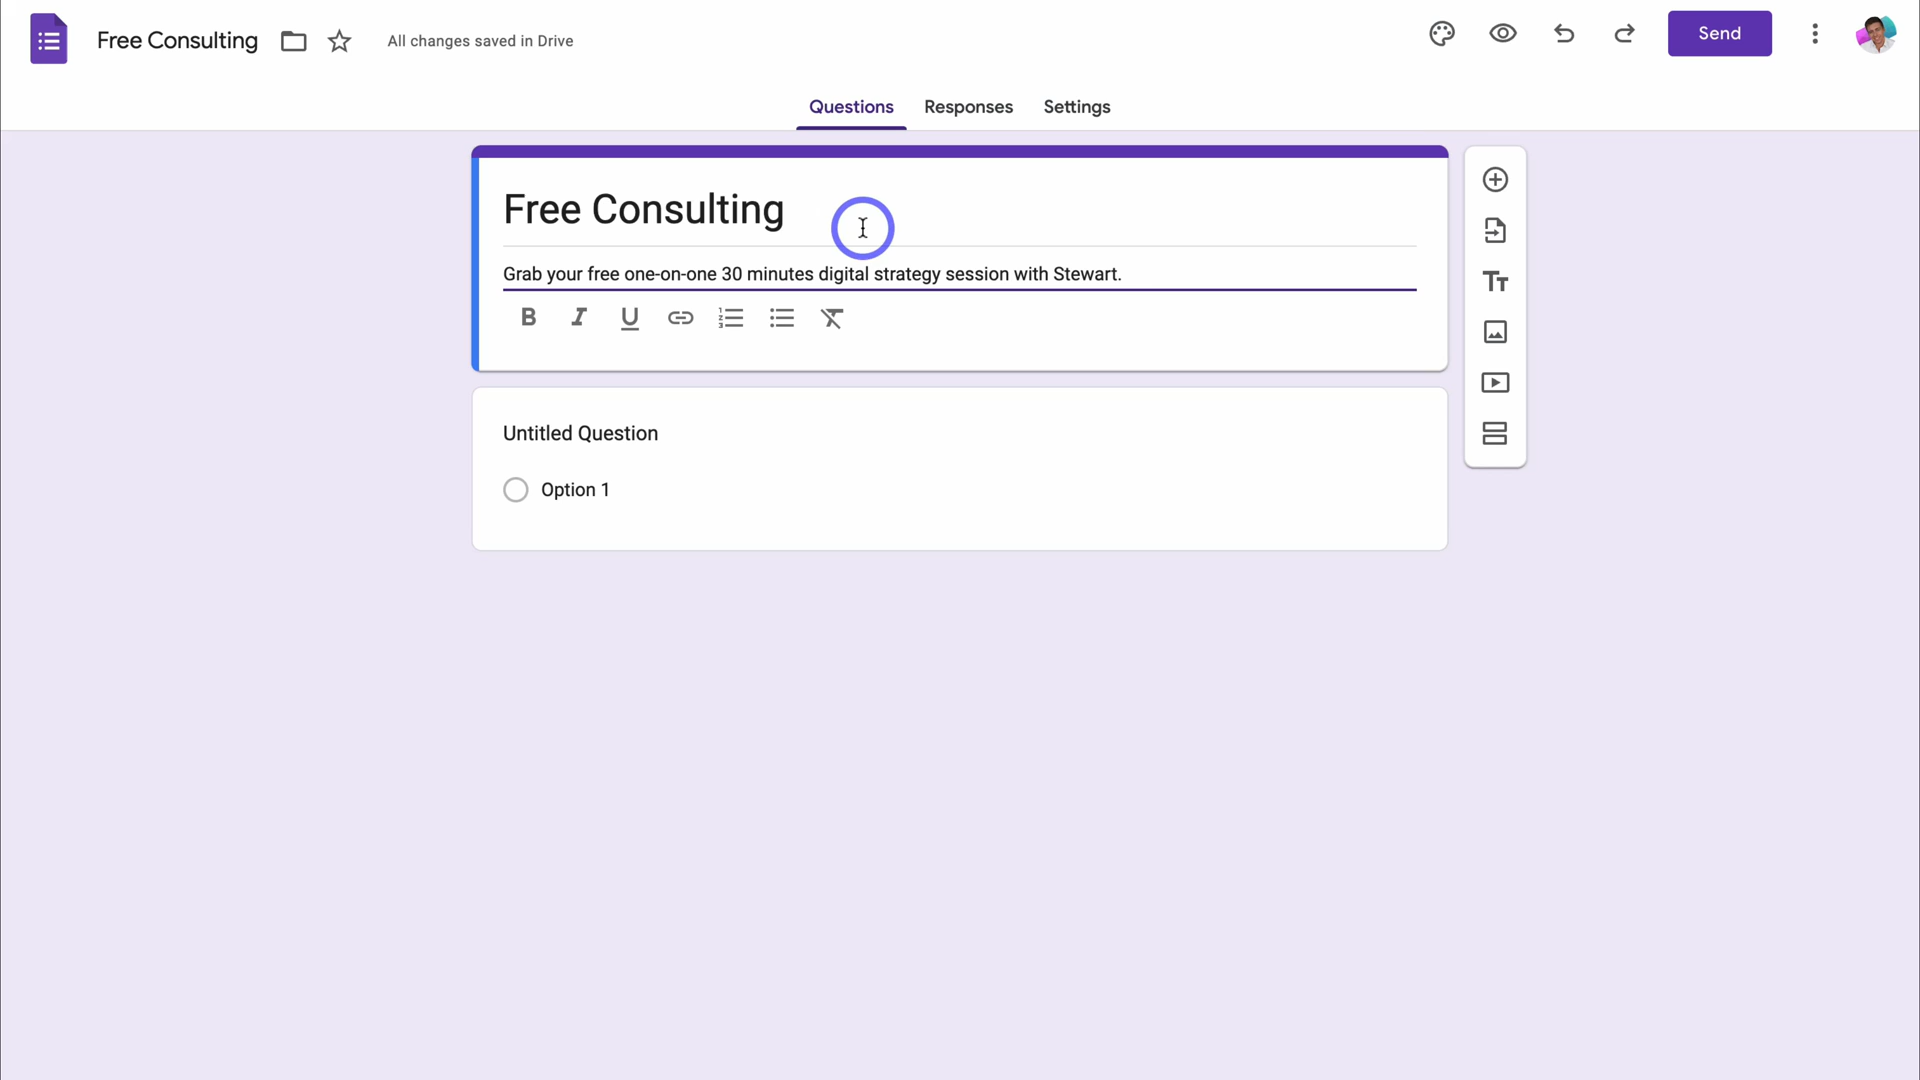 Free Consulting
All changes saved in Drive
Send
Questions Responses Settings
Free Consulting
Grab your free one-on-one 30 minutes digital strategy session with Stewart.
Untitled Question
Option 1